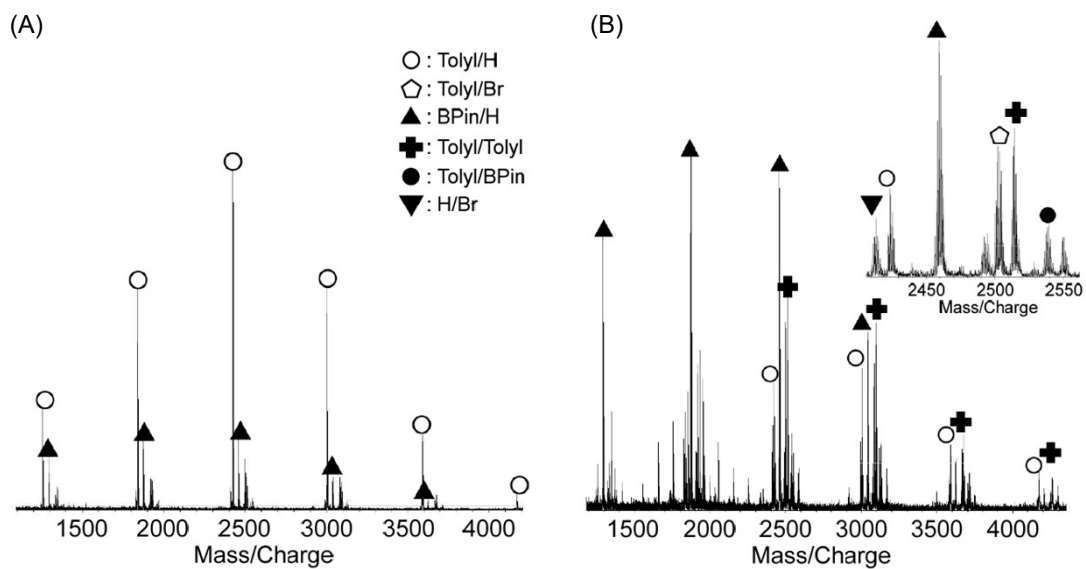 (A)
(B)
: Tolyl/H
: Tolyl/Br
: BPin/H
: Tolyl/Tolyl
: Tolyl/BPin
: H/Br
1500 2000 2500 3000 3500 4000
Mass/Charge
2450 2500 2550
Mass/Charge
1500 2000 2500 3000 3500 4000
Mass/Charge